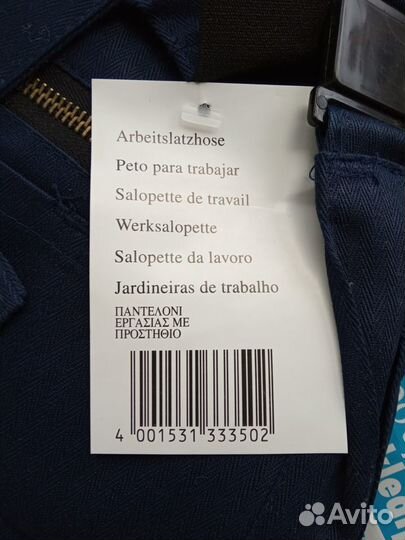 Arbeitslatzhose
Peto para trabajar
Salopette de travail
Werksalopette
Salopette da lavoro
Jardineiras de trabalho
ΠΑΝΤΕΛΟΝΙ
ΕΡΓΑΣΙΑΣ ΜΕ
ΠΡΟΣΤΗΘΙΟ
4 001531 333502
Avito